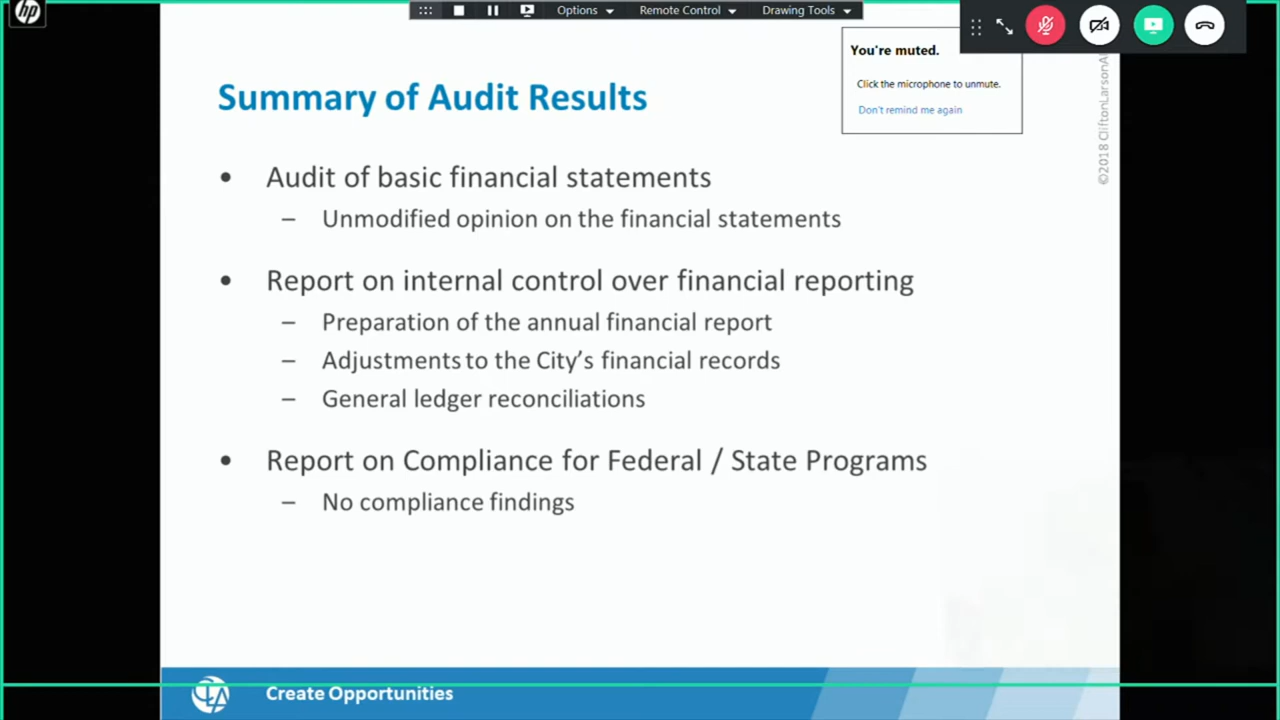 hp
Options
Remote Control
Drawing Tools
You're muted.
Click the microphone to unmute.
Don't remind me again
Summary of Audit Results
• Audit of basic financial statements
– Unmodified opinion on the financial statements
• Report on internal control over financial reporting
– Preparation of the annual financial report
– Adjustments to the City's financial records
– General ledger reconciliations
• Report on Compliance for Federal / State Programs
– No compliance findings
©2018 CliftonLarsonAl
CLA
Create Opportunities